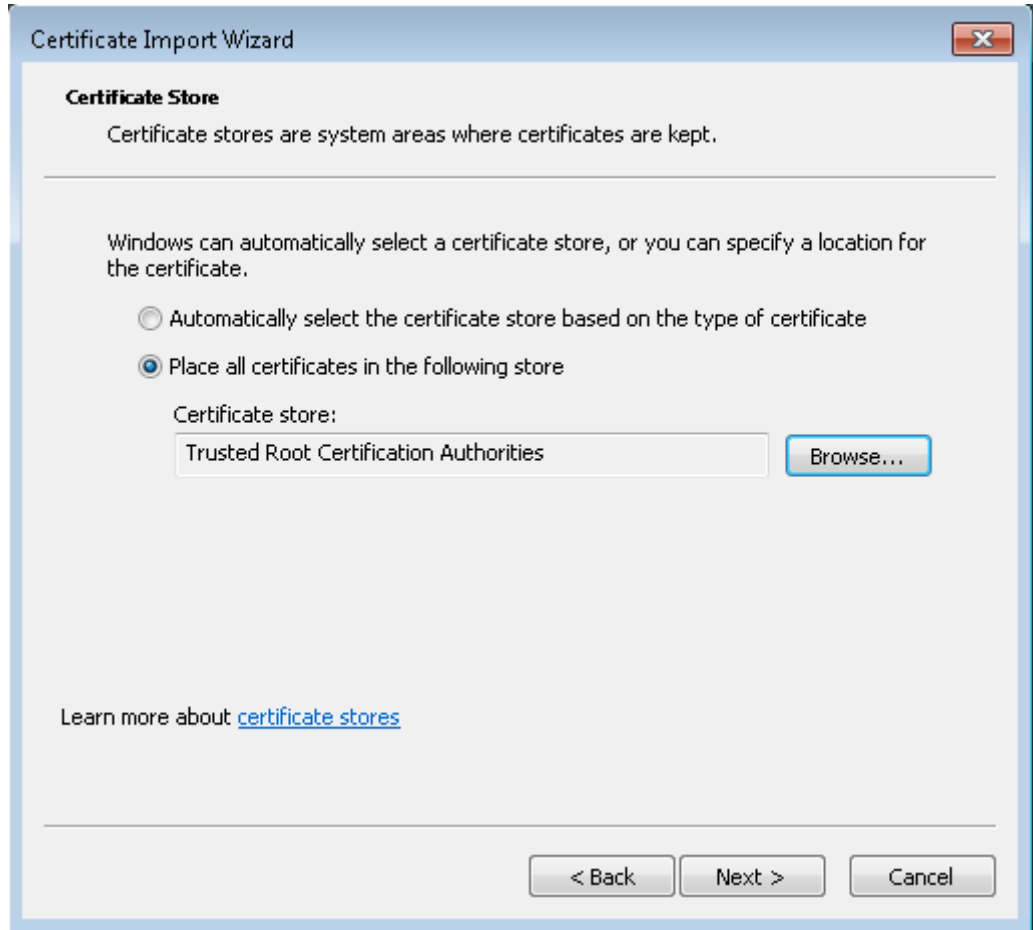 Certificate Import Wizard
Certificate Store
Certificate stores are system areas where certificates are kept.
Windows can automatically select a certificate store, or you can specify a location for
the certificate.
Automatically select the certificate store based on the type of certificate
Place all certificates in the following store
Certificate store:
Trusted Root Certification Authorities
Browse...
Learn more about certificate stores
< Back
Next >
Cancel